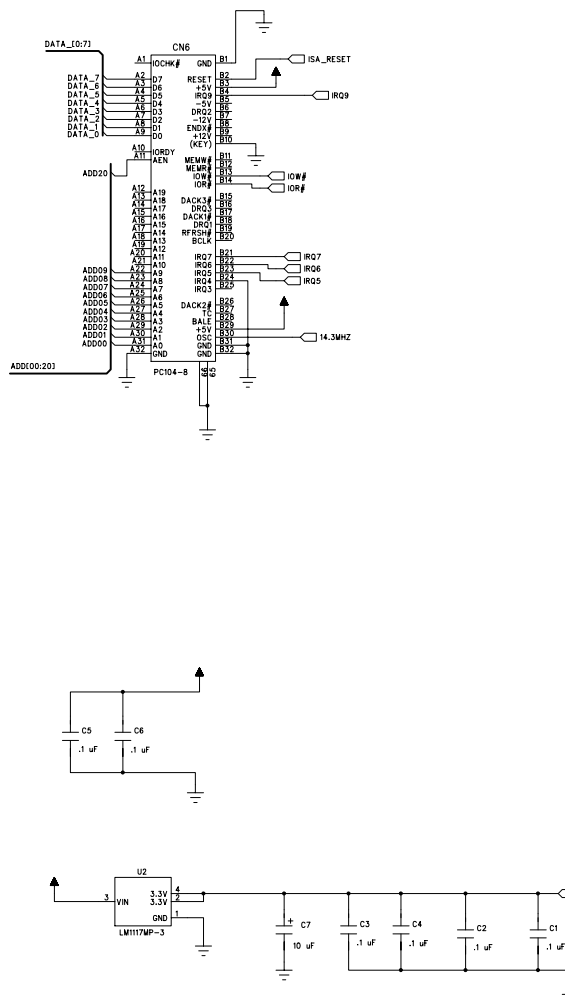 DATA_[0:7]
CN6
A1 IOCHK# GND B1
ISA_RESET
DATA_7 A2 D7 RESET B2
DATA_6 A3 D6 +5V B3
DATA_5 A4 D5 IRQ9 B4 IRQ9
DATA_4 A5 D4 -5V B5
DATA_3 A6 D3 DRQ2 B6
DATA_2 A7 D2 -12V B7
DATA_1 A8 D1 ENDX# B8
DATA_0 A9 D0 +12V B9
(KEY) B10
A10 IORDY
ADD20 A11 AEN MEMW# B11
MEMR# B12
IOW# B13 IOW#
IOR# B14 IOR#
A12 A19
A13 A18 DACK3# B15
A14 A17 DRQ3 B16
A15 A16 DACK1# B17
A16 A15 DRQ1 B18
A17 A14 RFRSH# B19
A18 A13 BCLK B20
A19 A12
A20 A11 IRQ7 B21 IRQ7
A21 A10 IRQ6 B22 IRQ6
ADD09 A22 A9 IRQ5 B23 IRQ5
ADD08 A23 A8 IRQ4 B24
ADD07 A24 A7 IRQ3 B25
ADD06 A25 A6
ADD05 A26 A5 DACK2# B26
ADD04 A27 A4 TC B27
ADD03 A28 A3 BALE B28
ADD02 A29 A2 +5V B29
ADD01 A30 A1 OSC B30 14.3MHZ
ADD00 A31 A0 GND B31
A32 GND GND B32
ADD[00:20]
PC104-8
66
65
C5
.1 uF
C6
.1 uF
U2
3 VIN
3.3V 4
3.3V 2
GND 1
LM1117MP-3
+
C7
10 uF
C3
.1 uF
C4
.1 uF
C2
.1 uF
C1
.1 uF